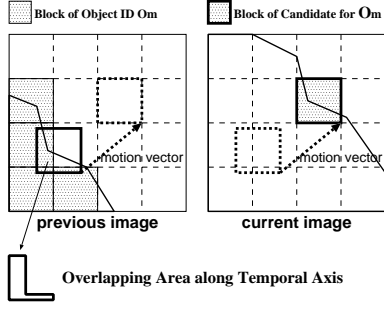 Block of Object ID Om
Block of Candidate for Om
motion vector
motion vector
previous image
current image
Overlapping Area along Temporal Axis